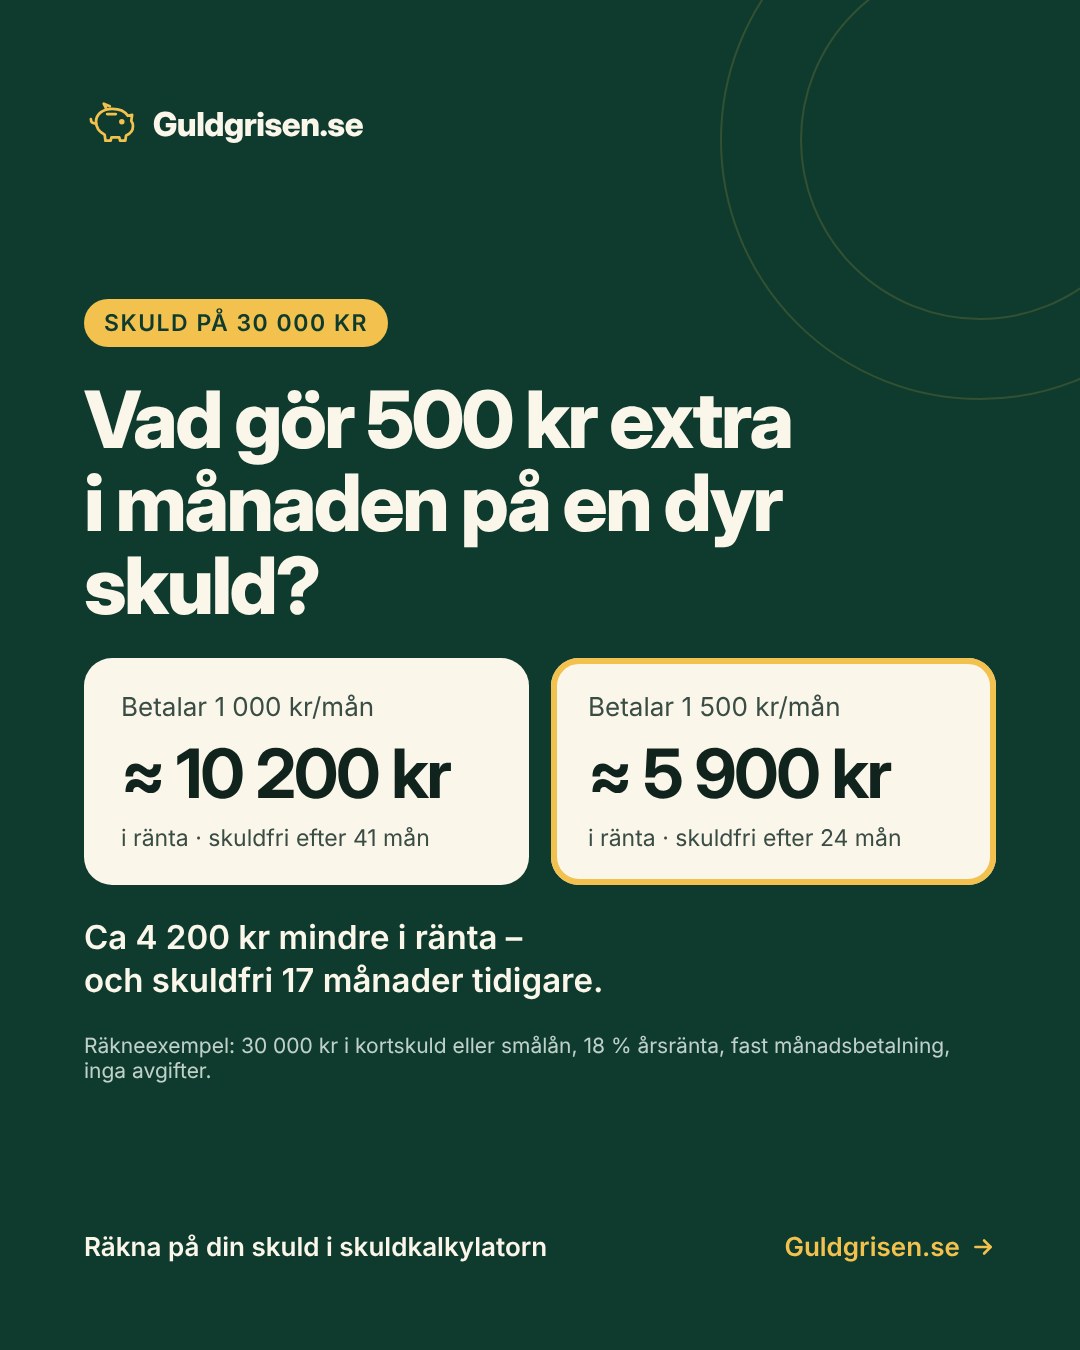 Guldgrisen.se
SKULD PÅ 30 000 KR
Vad gör 500 kr extra
i månaden på en dyr
skuld?
Betalar 1 000 kr/mån
≈ 10 200 kr
i ränta · skuldfri efter 41 mån
Betalar 1 500 kr/mån
≈ 5 900 kr
i ränta · skuldfri efter 24 mån
Ca 4 200 kr mindre i ränta –
och skuldfri 17 månader tidigare.
Räkneexempel: 30 000 kr i kortskuld eller smålån, 18 % årsränta, fast månadsbetalning,
inga avgifter.
Räkna på din skuld i skuldkalkylatorn
Guldgrisen.se →